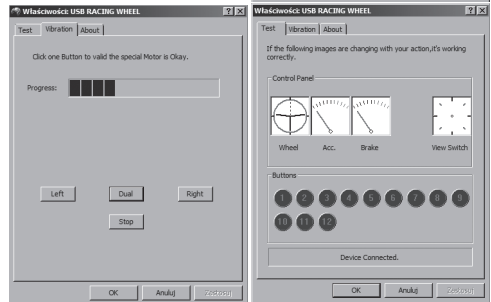 Właściwości: USB RACING WHEEL
Test Vibration About
Click one Button to valid the special Motor is Okay.
Progress:
Left Dual Right
Stop
OK Anuluj Zastosuj
Właściwości: USB RACING WHEEL
Test Vibration About
If the following images are changing with your action,it's working
correctly.
Control Panel
Wheel Acc. Brake View Switch
Buttons
1 2 3 4 5 6 7 8 9
10 11 12
Device Connected.
OK Anuluj Zastosuj